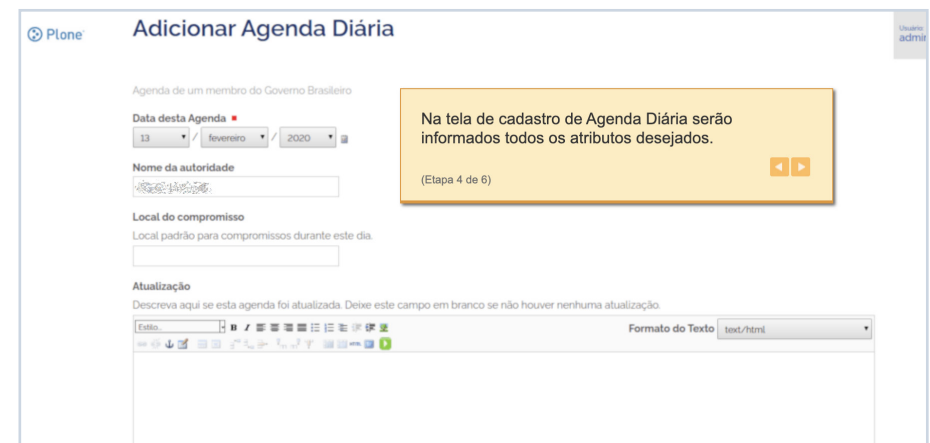 Plone
Adicionar Agenda Diária
Usuário
admin
Agenda de um membro do Governo Brasileiro
Data desta Agenda
13 / fevereiro / 2020
Na tela de cadastro de Agenda Diária serão
informados todos os atributos desejados.
(Etapa 4 de 6)
Nome da autoridade
Local do compromisso
Local padrão para compromissos durante este dia.
Atualização
Descreva aqui se esta agenda foi atualizada. Deixe este campo em branco se não houver nenhuma atualização.
Estilo...
B I
Formato do Texto text/html
HTML